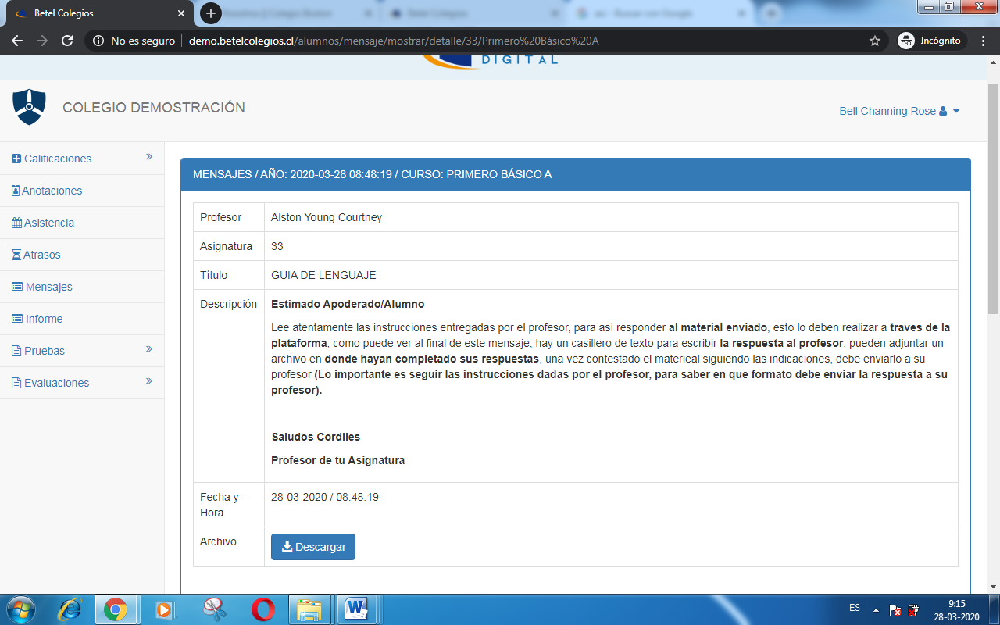 Betel Colegios
No es seguro
demo.betelcolegios.cl/alumnos/mensaje/mostrar/detalle/33/Primero%20Básico%20A
Incógnito
DIGITAL
COLEGIO DEMOSTRACIÓN
Bell Channing Rose
Calificaciones
Anotaciones
Asistencia
Atrasos
Mensajes
Informe
Pruebas
Evaluaciones
MENSAJES / AÑO: 2020-03-28 08:48:19 / CURSO: PRIMERO BÁSICO A
Profesor Alston Young Courtney
Asignatura 33
Título GUIA DE LENGUAJE
Descripción Estimado Apoderado/Alumno
Lee atentamente las instrucciones entregadas por el profesor, para así responder al material enviado, esto lo deben realizar a traves de la
plataforma, como puede ver al final de este mensaje, hay un casillero de texto para escribir la respuesta al profesor, pueden adjuntar un
archivo en donde hayan completado sus respuestas, una vez contestado el materieal siguiendo las indicaciones, debe enviarlo a su
profesor (Lo importante es seguir las instrucciones dadas por el profesor, para saber en que formato debe enviar la respuesta a su
profesor).
Saludos Cordiles
Profesor de tu Asignatura
Fecha y
Hora
28-03-2020 / 08:48:19
Archivo Descargar
ES
9:15
28-03-2020